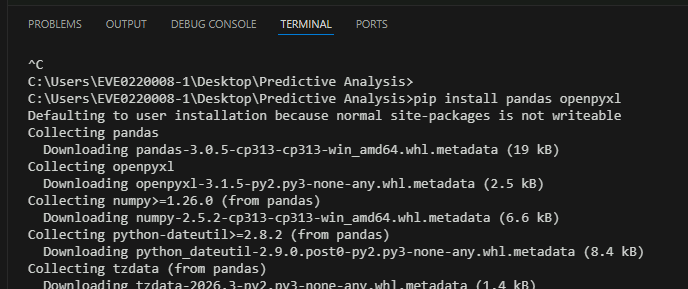 PROBLEMS OUTPUT DEBUG CONSOLE TERMINAL PORTS
^C
C:\Users\EVE0220008-1\Desktop\Predictive Analysis>
C:\Users\EVE0220008-1\Desktop\Predictive Analysis>pip install pandas openpyxl
Defaulting to user installation because normal site-packages is not writeable
Collecting pandas
  Downloading pandas-3.0.5-cp313-cp313-win_amd64.whl.metadata (19 kB)
Collecting openpyxl
  Downloading openpyxl-3.1.5-py2.py3-none-any.whl.metadata (2.5 kB)
Collecting numpy>=1.26.0 (from pandas)
  Downloading numpy-2.5.2-cp313-cp313-win_amd64.whl.metadata (6.6 kB)
Collecting python-dateutil>=2.8.2 (from pandas)
  Downloading python_dateutil-2.9.0.post0-py2.py3-none-any.whl.metadata (8.4 kB)
Collecting tzdata (from pandas)
  Downloading tzdata-2026.3-py2.py3-none-any.whl.metadata (1.4 kB)